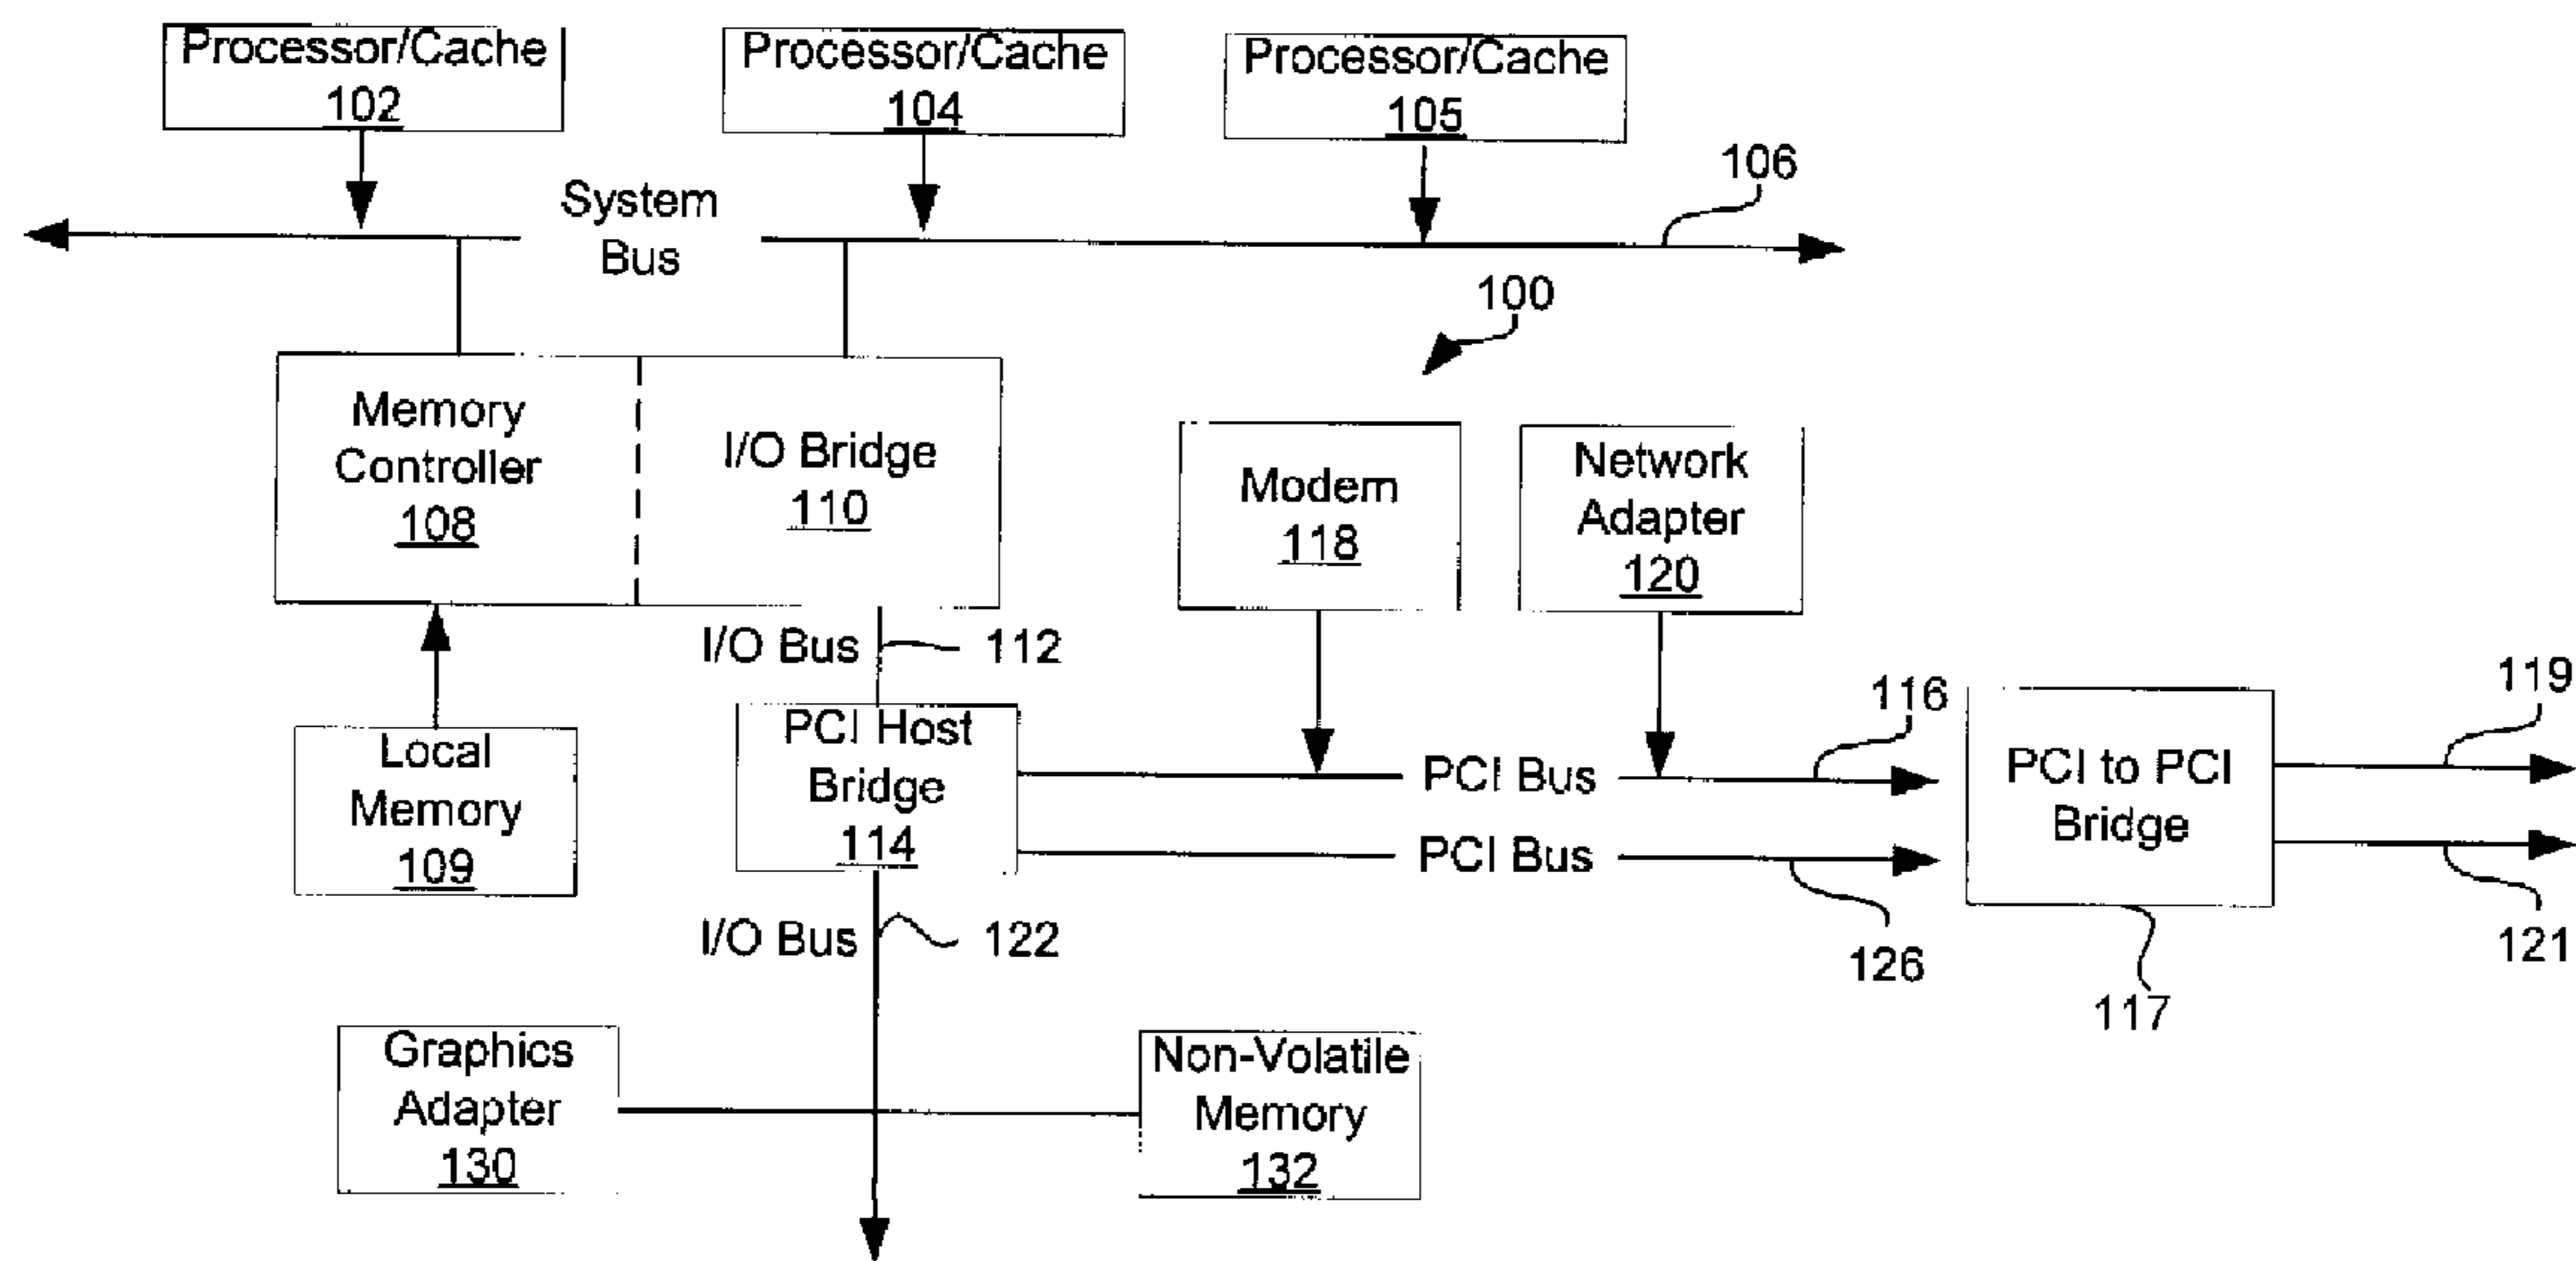 Processor/Cache
102
Processor/Cache
104
Processor/Cache
105
106
System
Bus
100
Memory
Controller
108
I/O Bridge
110
Modem
118
Network
Adapter
120
I/O Bus
112
Local
Memory
109
PCI Host
Bridge
114
PCI Bus
PCI Bus
116
126
PCI to PCI
Bridge
117
119
121
I/O Bus
122
Graphics
Adapter
130
Non-Volatile
Memory
132